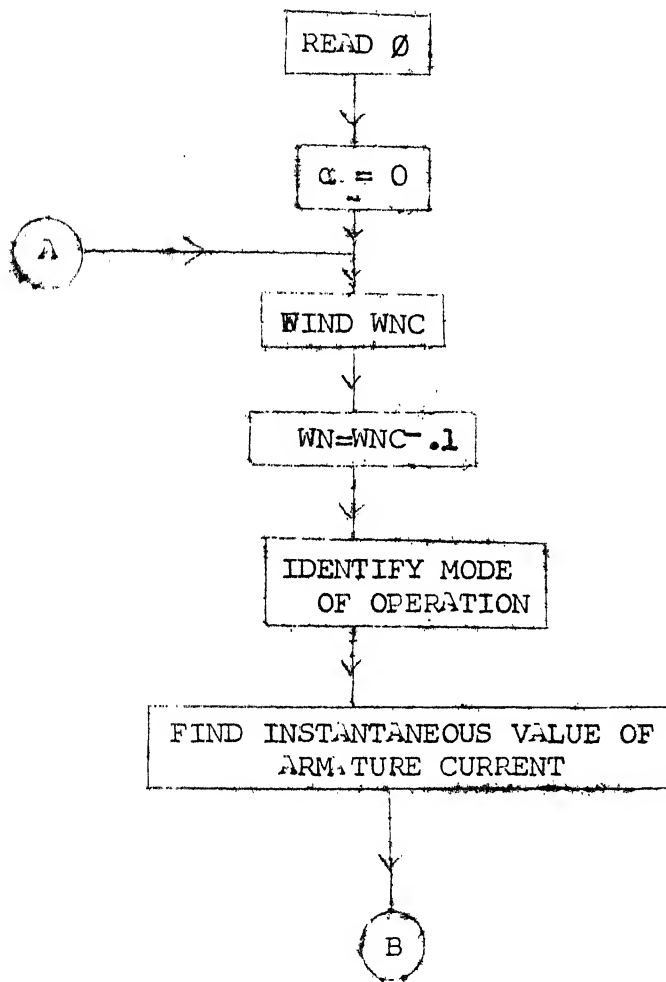 READ Ø
α = 0
A
FIND WNC
WN=WNC-.1
IDENTIFY MODE
OF OPERATION
FIND INSTANTANEOUS VALUE OF
ARMATURE CURRENT
B